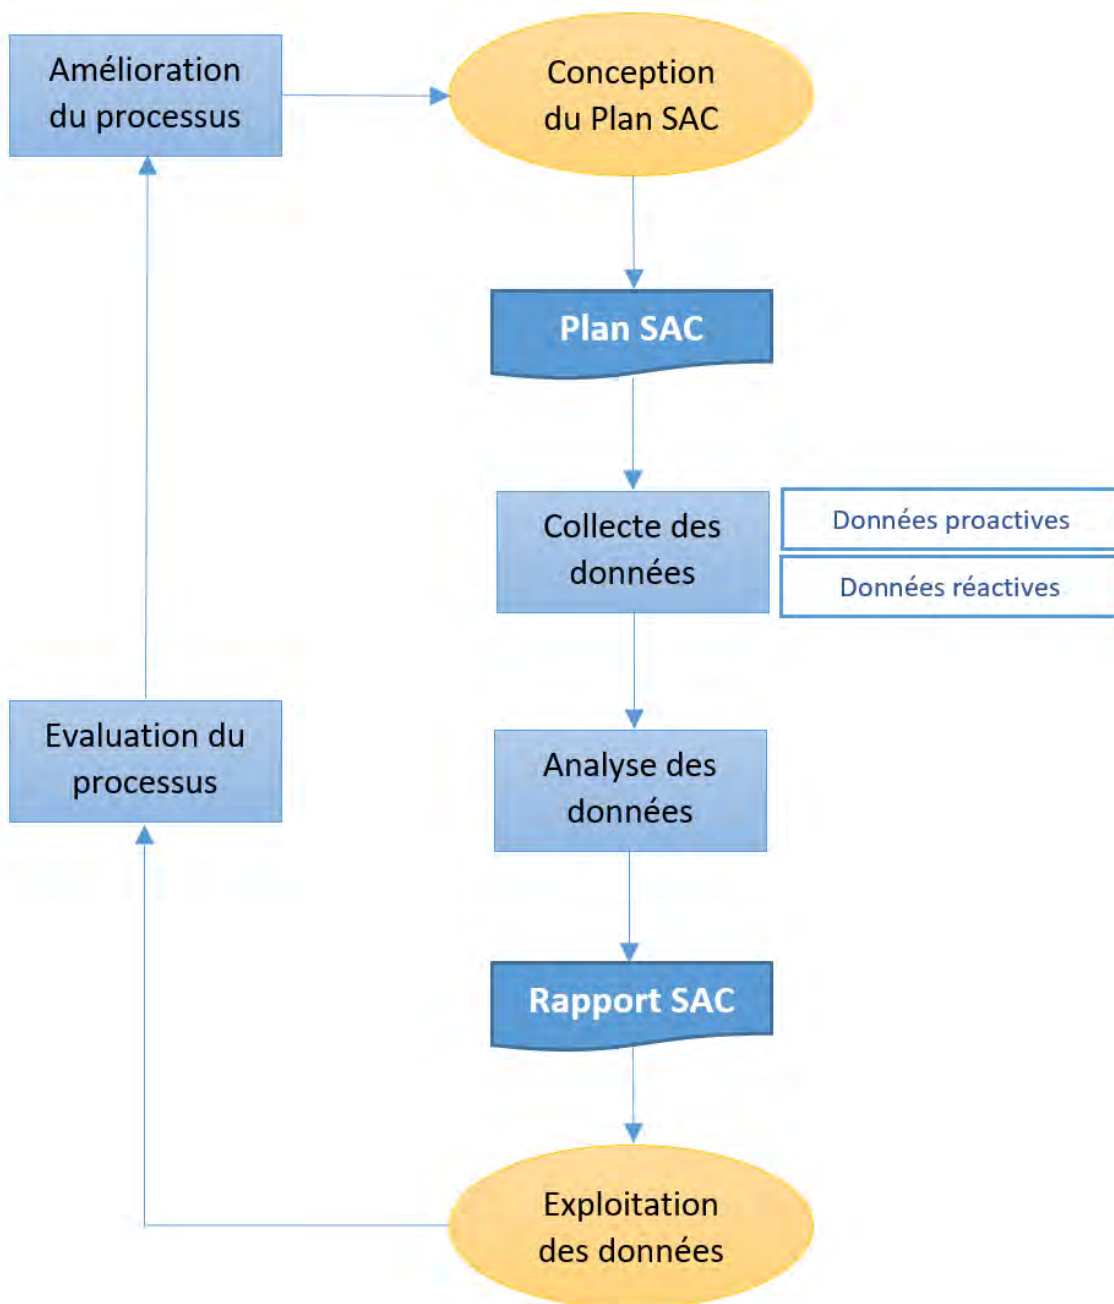 Amélioration
du processus
Conception
du Plan SAC
Plan SAC
Collecte des
données
Données proactives
Données réactives
Evaluation du
processus
Analyse des
données
Rapport SAC
Exploitation
des données